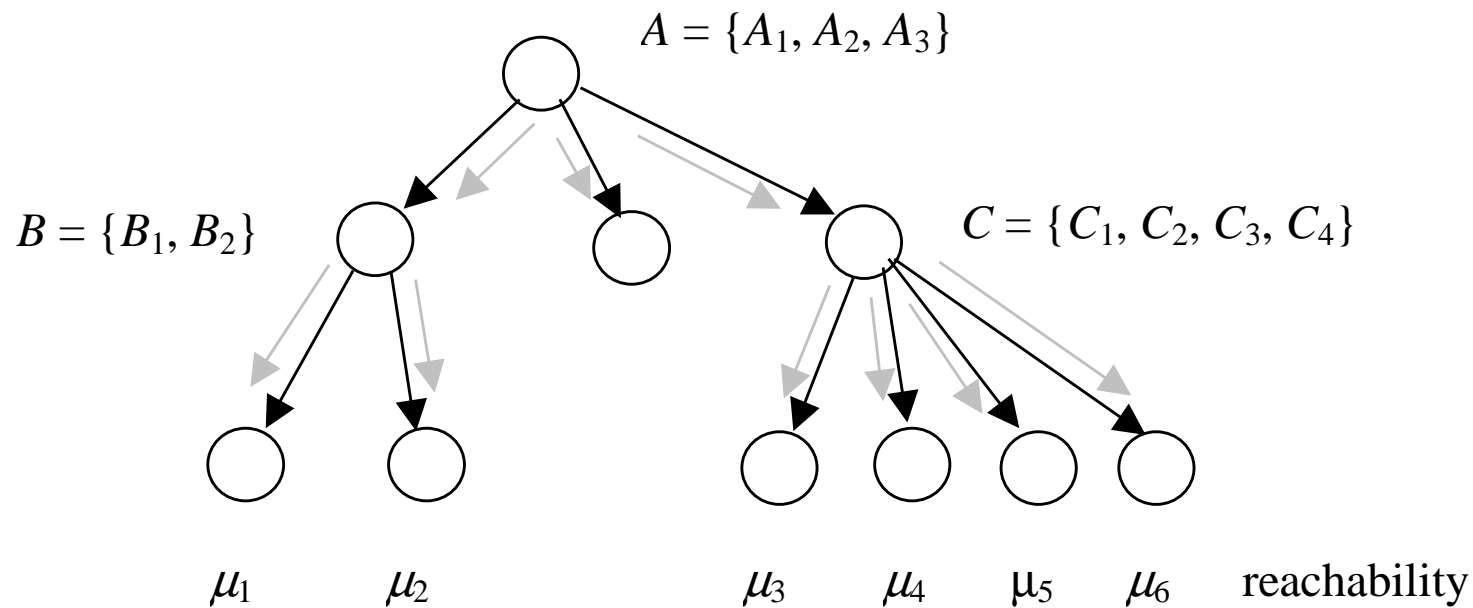 A = {A₁, A₂, A₃}
B = {B₁, B₂}
C = {C₁, C₂, C₃, C₄}
μ₁ μ₂ μ₃ μ₄ μ₅ μ₆ reachability